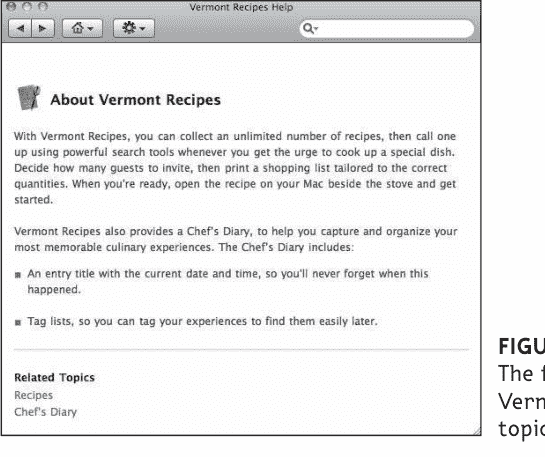 Vermont Recipes Help
About Vermont Recipes
With Vermont Recipes, you can collect an unlimited number of recipes, then call one
up using powerful search tools whenever you get the urge to cook up a special dish.
Decide how many guests to invite, then print a shopping list tailored to the correct
quantities. When you're ready, open the recipe on your Mac beside the stove and get
started.
Vermont Recipes also provides a Chef's Diary, to help you capture and organize your
most memorable culinary experiences. The Chef's Diary includes:
An entry title with the current date and time, so you'll never forget when this
happened.
Tag lists, so you can tag your experiences to find them easily later.
Related Topics
Recipes
Chef's Diary
FIGU
The f
Vern
topic